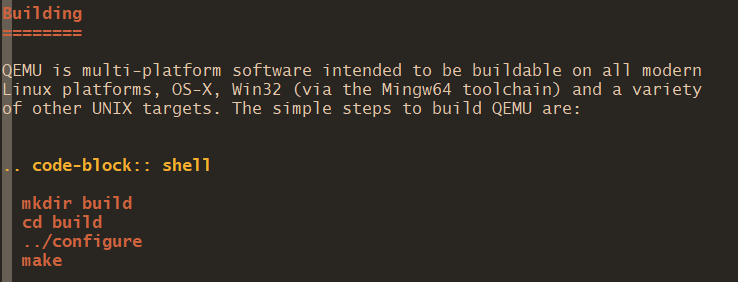 Building
========
QEMU is multi-platform software intended to be buildable on all modern
Linux platforms, OS-X, Win32 (via the Mingw64 toolchain) and a variety
of other UNIX targets. The simple steps to build QEMU are:
.. code-block:: shell
mkdir build
cd build
../configure
make